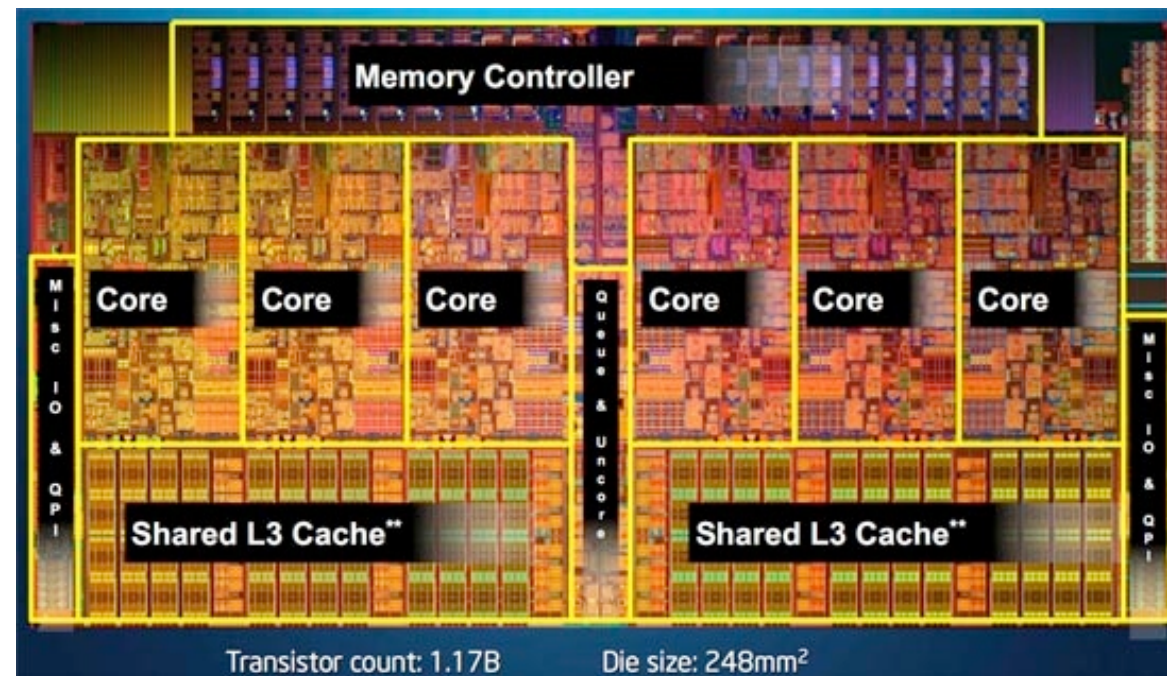 Memory Controller
Core
Core
Core
Core
Core
Core
Misc IO & QPI
Queue & Uncore
Misc IO & QPI
Shared L3 Cache**
Shared L3 Cache**
Transistor count: 1.17B
Die size: 248mm²